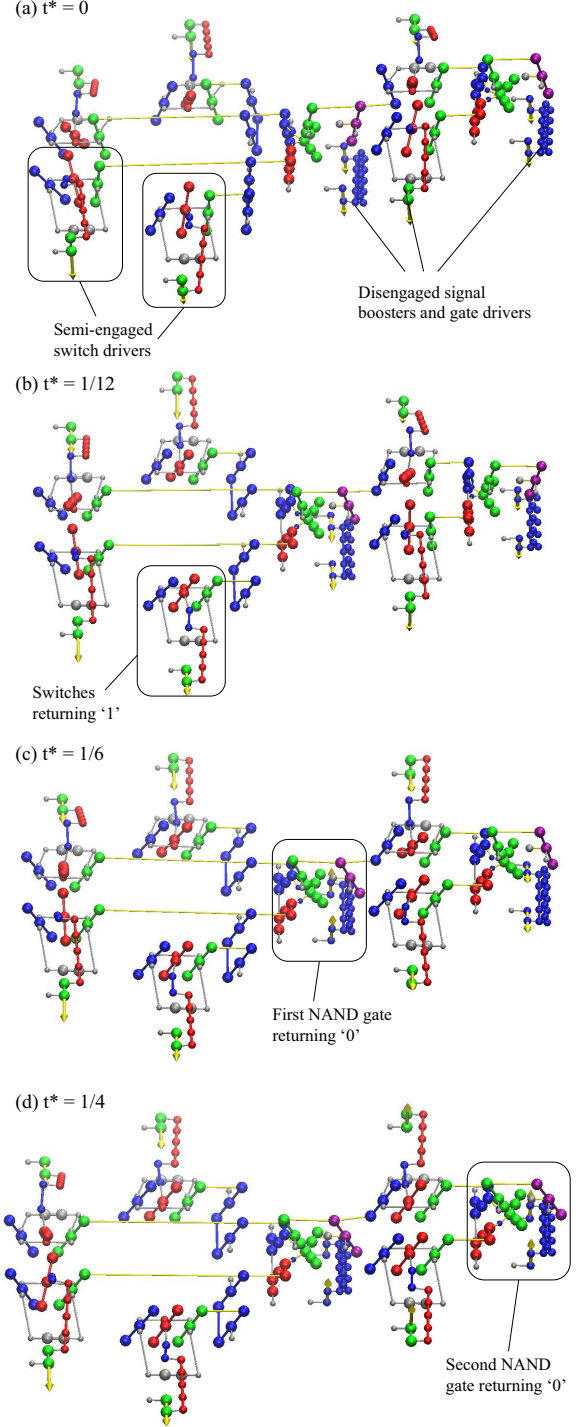 (a) t* = 0
Semi-engaged
switch drivers
Disengaged signal
boosters and gate drivers
(b) t* = 1/12
Switches
returning ‘1’
(c) t* = 1/6
First NAND gate
returning ‘0’
(d) t* = 1/4
Second NAND
gate returning ‘0’